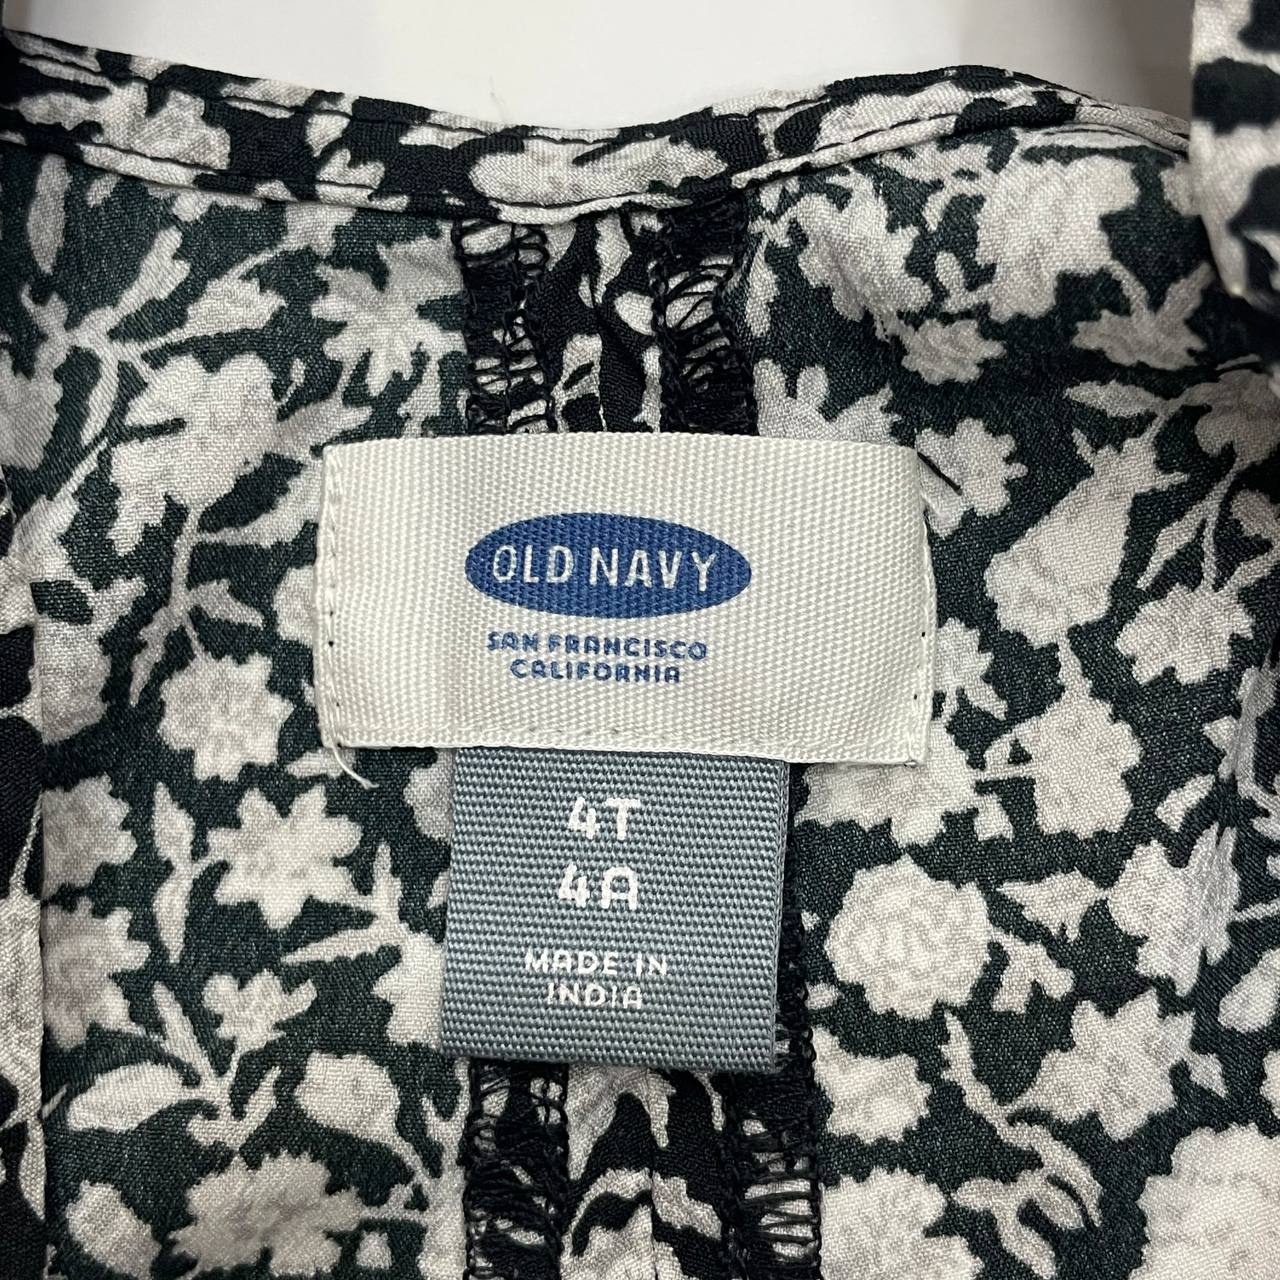 OLD NAVY
SAN FRANCISCO
CALIFORNIA
4T
4A
MADE IN
INDIA